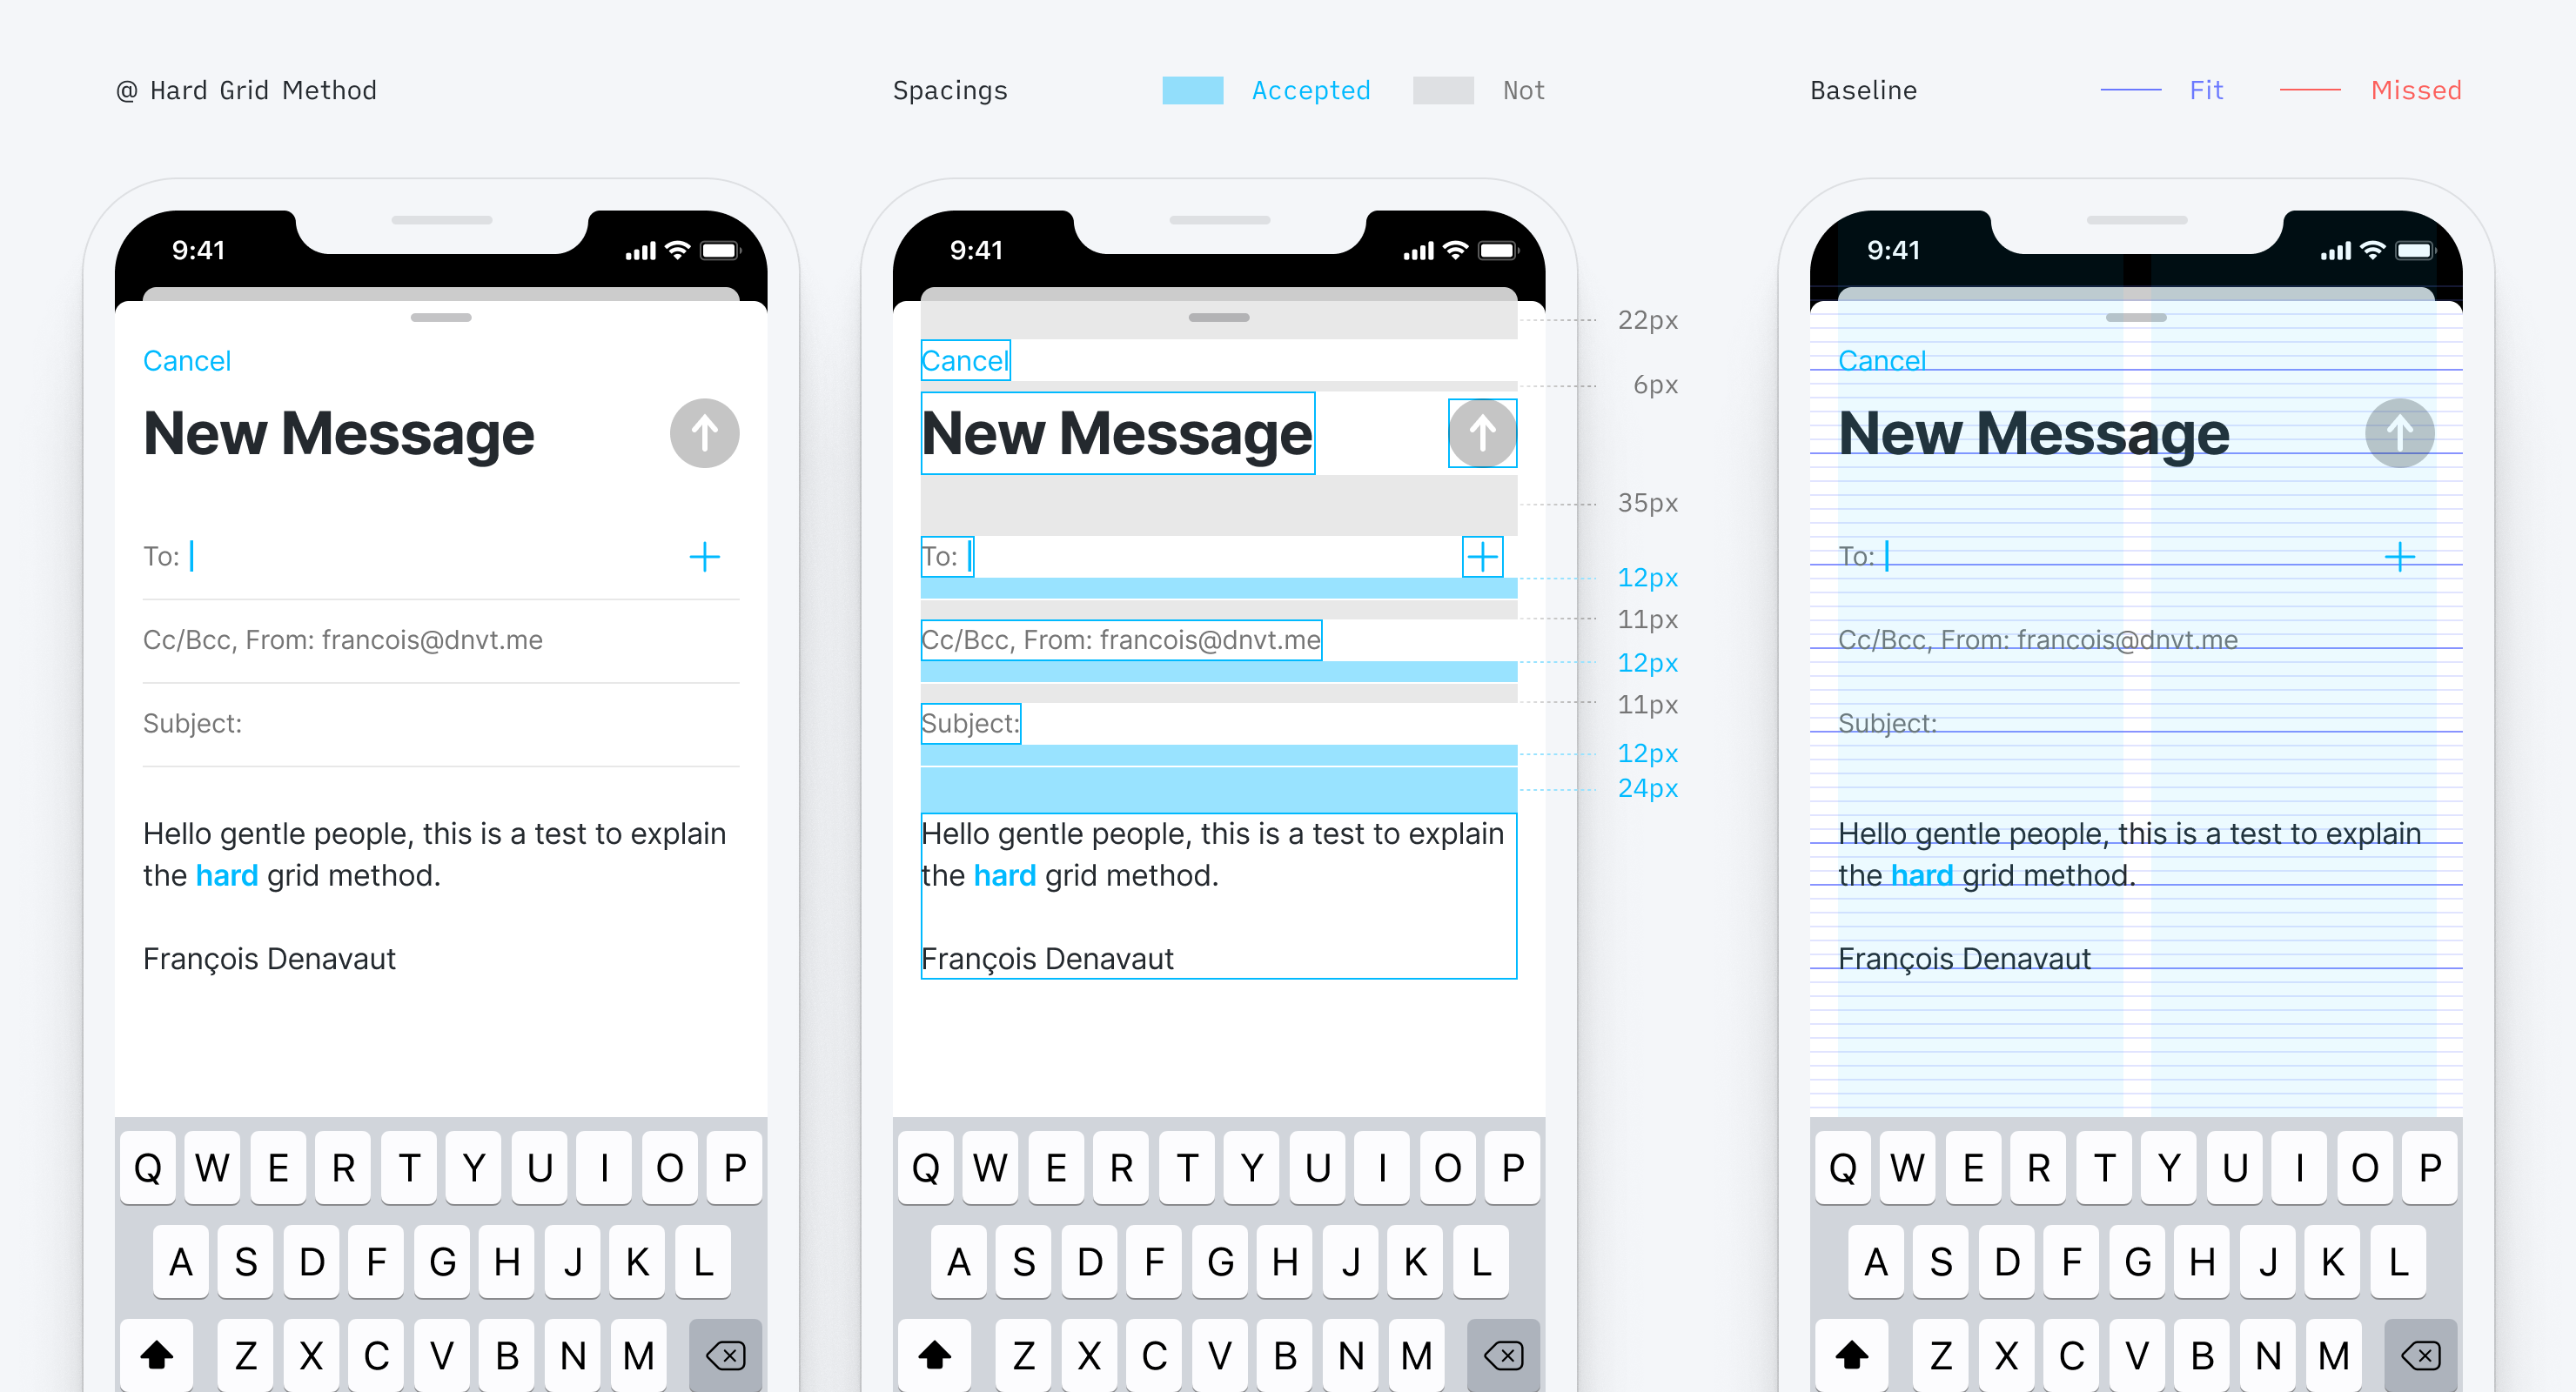 @ Hard Grid Method
Spacings
Accepted
Not
Baseline
Fit
Missed
9:41
Cancel
New Message
To:
Cc/Bcc, From: francois@dnvt.me
Subject:
Hello gentle people, this is a test to explain
the hard grid method.
François Denavaut
Q W E R T Y U I O P
A S D F G H J K L
Z X C V B N M
9:41
Cancel
New Message
To:
Cc/Bcc, From: francois@dnvt.me
Subject:
Hello gentle people, this is a test to explain
the hard grid method.
François Denavaut
Q W E R T Y U I O P
A S D F G H J K L
Z X C V B N M
22px
6px
35px
12px
11px
12px
11px
12px
24px
9:41
Cancel
New Message
To:
Cc/Bcc, From: francois@dnvt.me
Subject:
Hello gentle people, this is a test to explain
the hard grid method.
François Denavaut
Q W E R T Y U I O P
A S D F G H J K L
Z X C V B N M